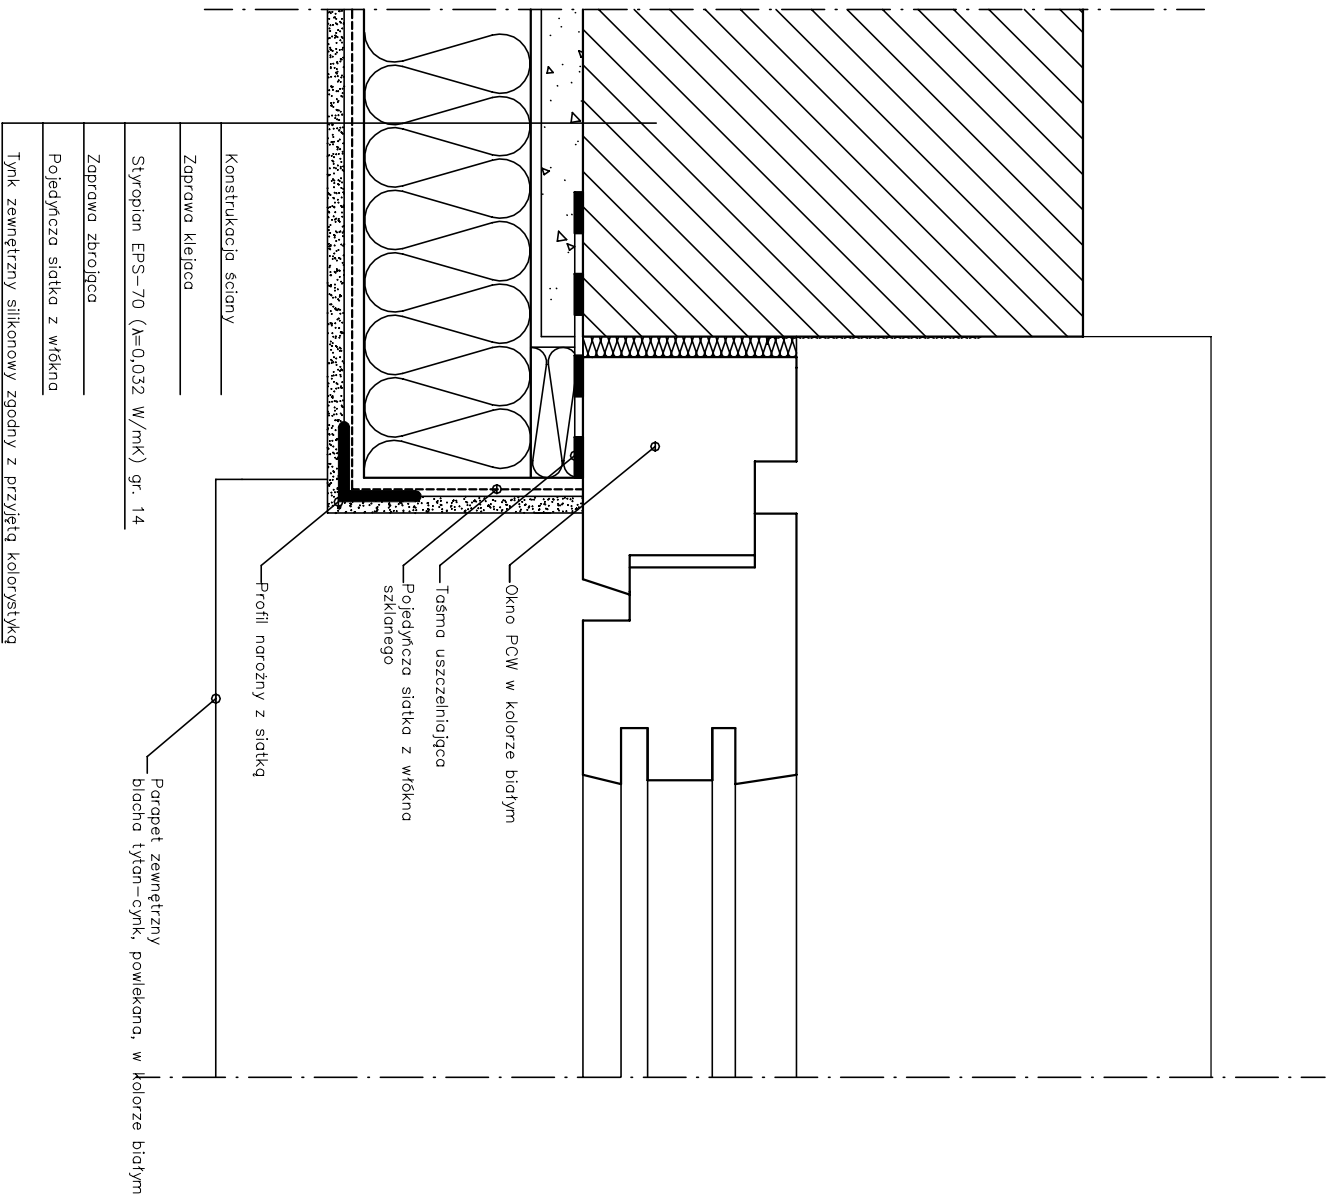 Konstrukacja ściany
Zaprawa klejaca
Styropian EPS-70 (λ=0,032 W/mK) gr. 14
Zaprawa zbrojąca
Pojedyńcza siatka z włókna
Tynk zewnętrzny silikonowy zgodny z przyjętą kolorystyką
Okno PCW w kolorze białym
Taśma uszczelniająca
Pojedyńcza siatka z włókna
szklanego
Profil narożny z siatką
Parapet zewnętrzny
blacha tytan-cynk, powlekana, w kolorze białym